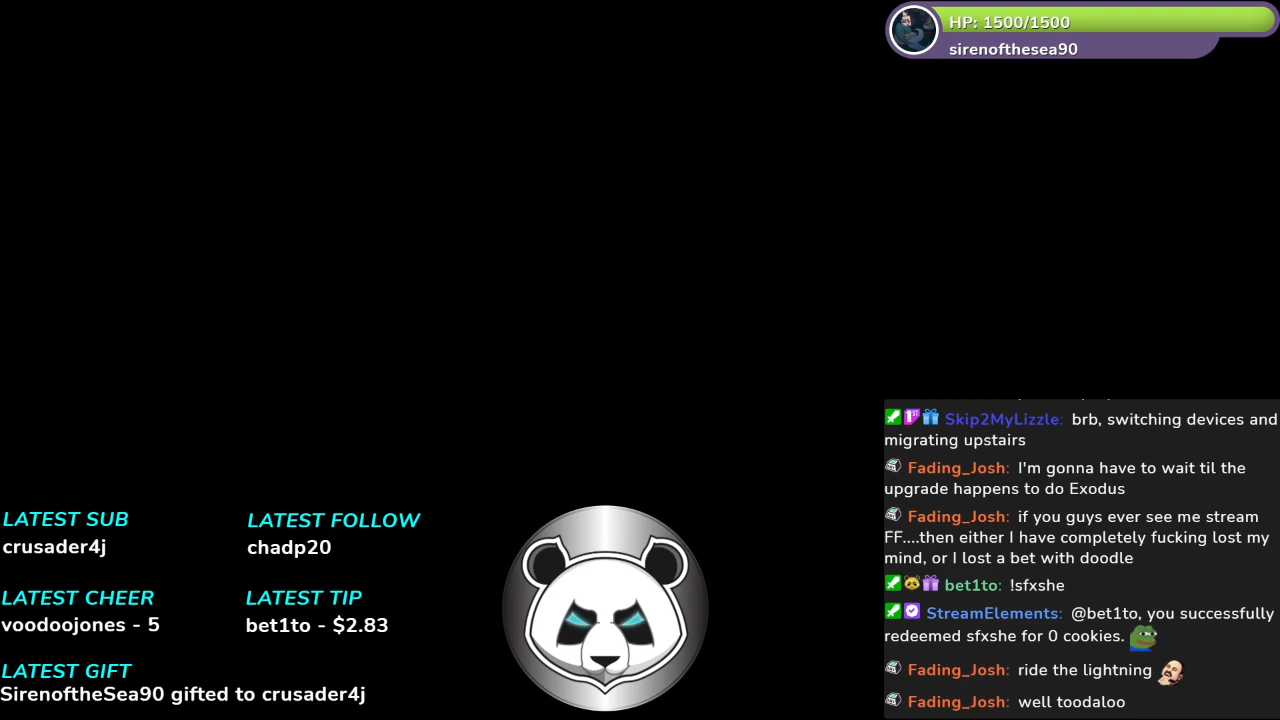 HP: 1500/1500
sirenofthesea90
Skip2MyLizzle: brb, switching devices and
migrating upstairs
Fading_Josh: I'm gonna have to wait til the
upgrade happens to do Exodus
Fading_Josh: if you guys ever see me stream
FF....then either I have completely fucking lost my
mind, or I lost a bet with doodle
bet1to: !sfxshe
StreamElements: @bet1to, you successfully
redeemed sfxshe for 0 cookies.
Fading_Josh: ride the lightning
Fading_Josh: well toodaloo
LATEST SUB
crusader4j
LATEST FOLLOW
chadp20
LATEST CHEER
voodoojones - 5
LATEST TIP
bet1to - $2.83
LATEST GIFT
SirenoftheSea90 gifted to crusader4j